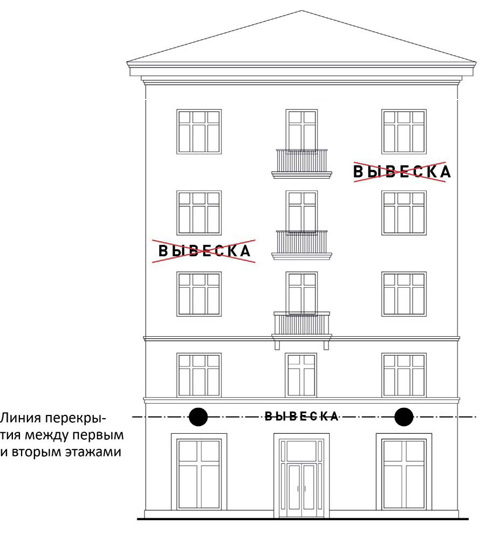 ВЫВЕСКА
ВЫВЕСКА
Линия перекры-
тия между первым
и вторым этажами
ВЫВЕСКА